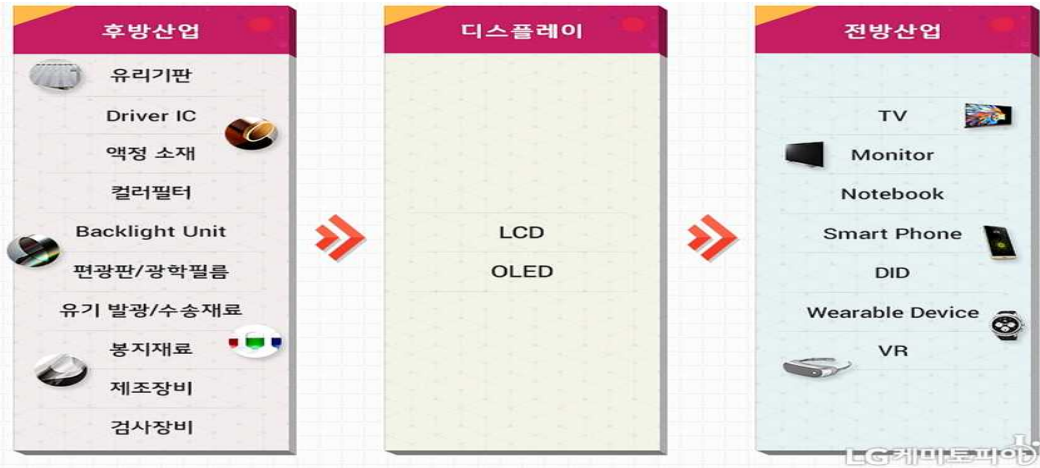 후방산업
유리기판
Driver IC
액정 소재
컬러필터
Backlight Unit
편광판/광학필름
유기 발광/수송재료
봉지재료
제조장비
검사장비
디스플레이
LCD
OLED
전방산업
TV
Monitor
Notebook
Smart Phone
DID
Wearable Device
VR
LG케미토피아